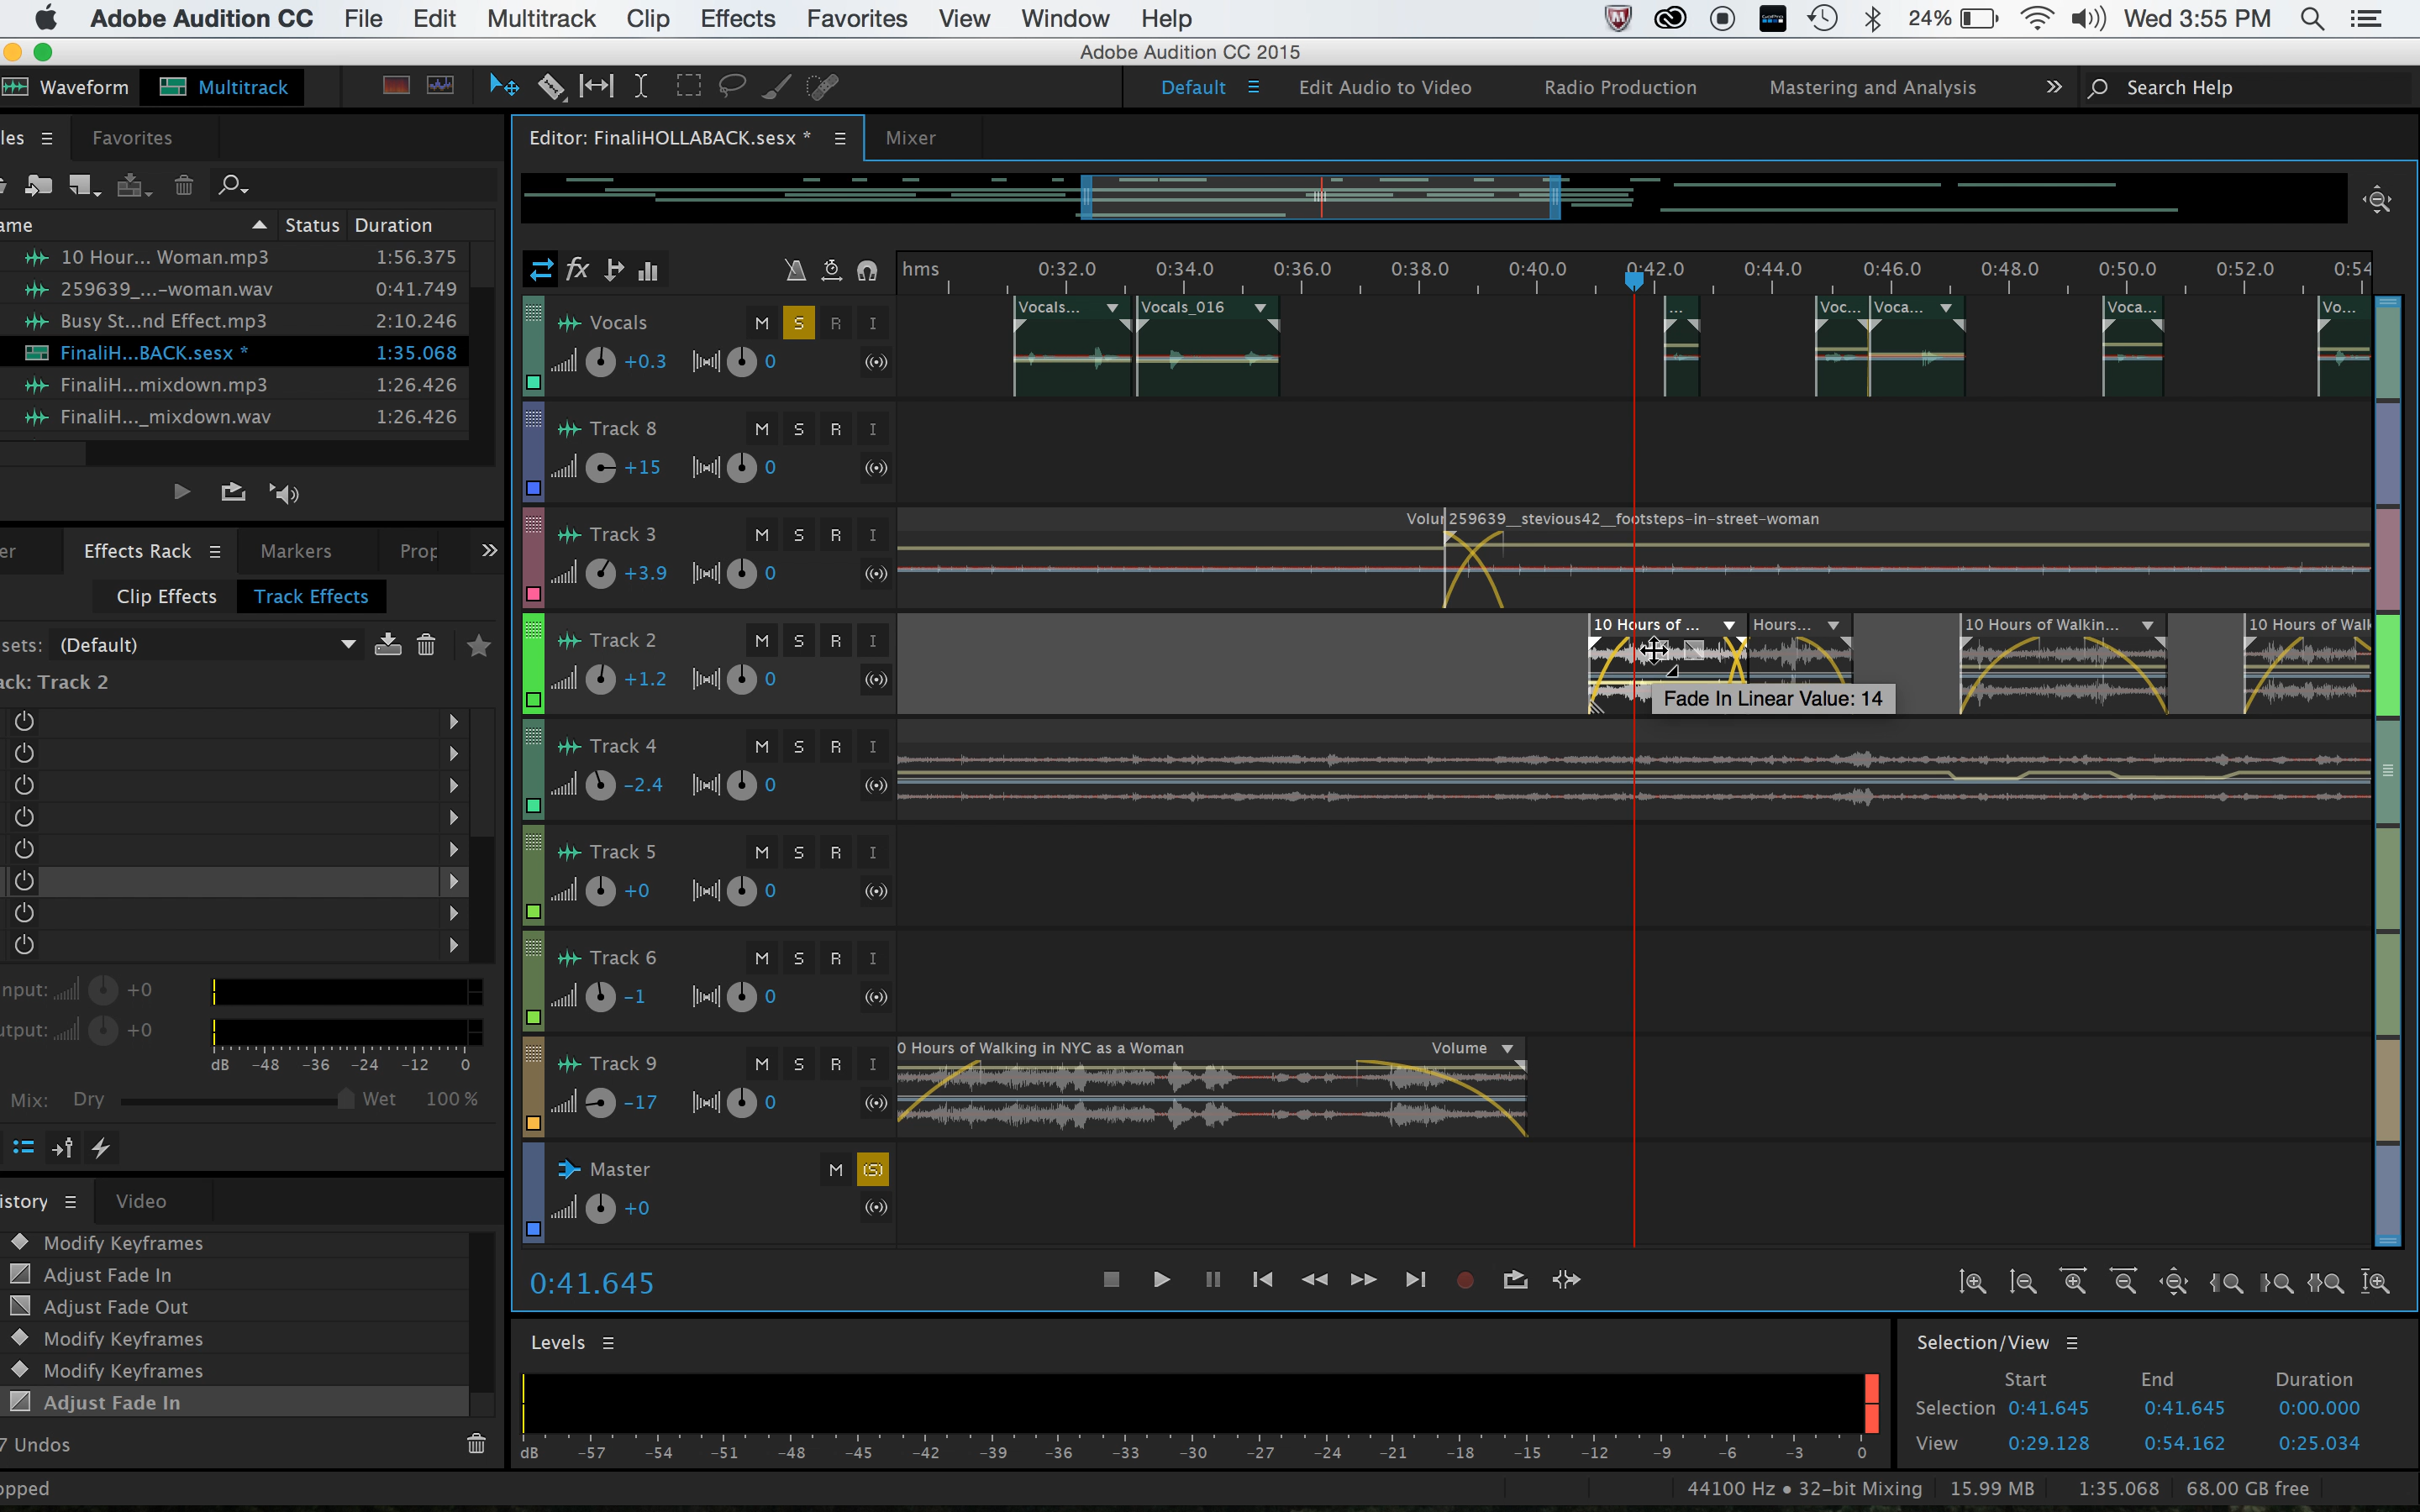 Adobe Audition CC File Edit Multitrack Clip Effects Favorites View Window Help 24% Wed 3:55 PM
Adobe Audition CC 2015
Waveform Multitrack Default Edit Audio to Video Radio Production Mastering and Analysis Search Help
les Favorites Editor: FinaliHOLLABACK.sesx * Mixer
ame Status Duration
10 Hour... Woman.mp3 1:56.375
259639_...-woman.wav 0:41.749
Busy St...nd Effect.mp3 2:10.246
FinaliH...BACK.sesx * 1:35.068
FinaliH...mixdown.mp3 1:26.426
FinaliH..._mixdown.wav 1:26.426
er Effects Rack Markers Prop
Clip Effects Track Effects
sets: (Default)
ack: Track 2
nput: +0
utput: +0
dB -48 -36 -24 -12 0
Mix: Dry Wet 100 %
istory Video
Modify Keyframes
Adjust Fade In
Adjust Fade Out
Modify Keyframes
Modify Keyframes
Adjust Fade In
7 Undos
fx hms 0:32.0 0:34.0 0:36.0 0:38.0 0:40.0 0:42.0 0:44.0 0:46.0 0:48.0 0:50.0 0:52.0 0:54
Vocals... Vocals_016 ... Voc... Voca... Voca... Vo...
Vocals M S R I
+0.3 0
Track 8 M S R I
+15 0
Volur 259639__stevious42__footsteps-in-street-woman
Track 3 M S R I
+3.9 0
10 Hours of ... Hours... 10 Hours of Walkin... 10 Hours of Walk
Track 2 M S R I
+1.2 0
Fade In Linear Value: 14
Track 4 M S R I
-2.4 0
Track 5 M S R I
+0 0
Track 6 M S R I
-1 0
0 Hours of Walking in NYC as a Woman Volume
Track 9 M S R I
-17 0
Master M (S)
+0
0:41.645
Levels
dB -57 -54 -51 -48 -45 -42 -39 -36 -33 -30 -27 -24 -21 -18 -15 -12 -9 -6 -3 0
Selection/View
Start End Duration
Selection 0:41.645 0:41.645 0:00.000
View 0:29.128 0:54.162 0:25.034
opped 44100 Hz • 32-bit Mixing 15.99 MB 1:35.068 68.00 GB free